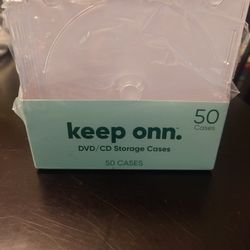 50
Cases
keep onn.
DVD/CD Storage Cases
50 CASES